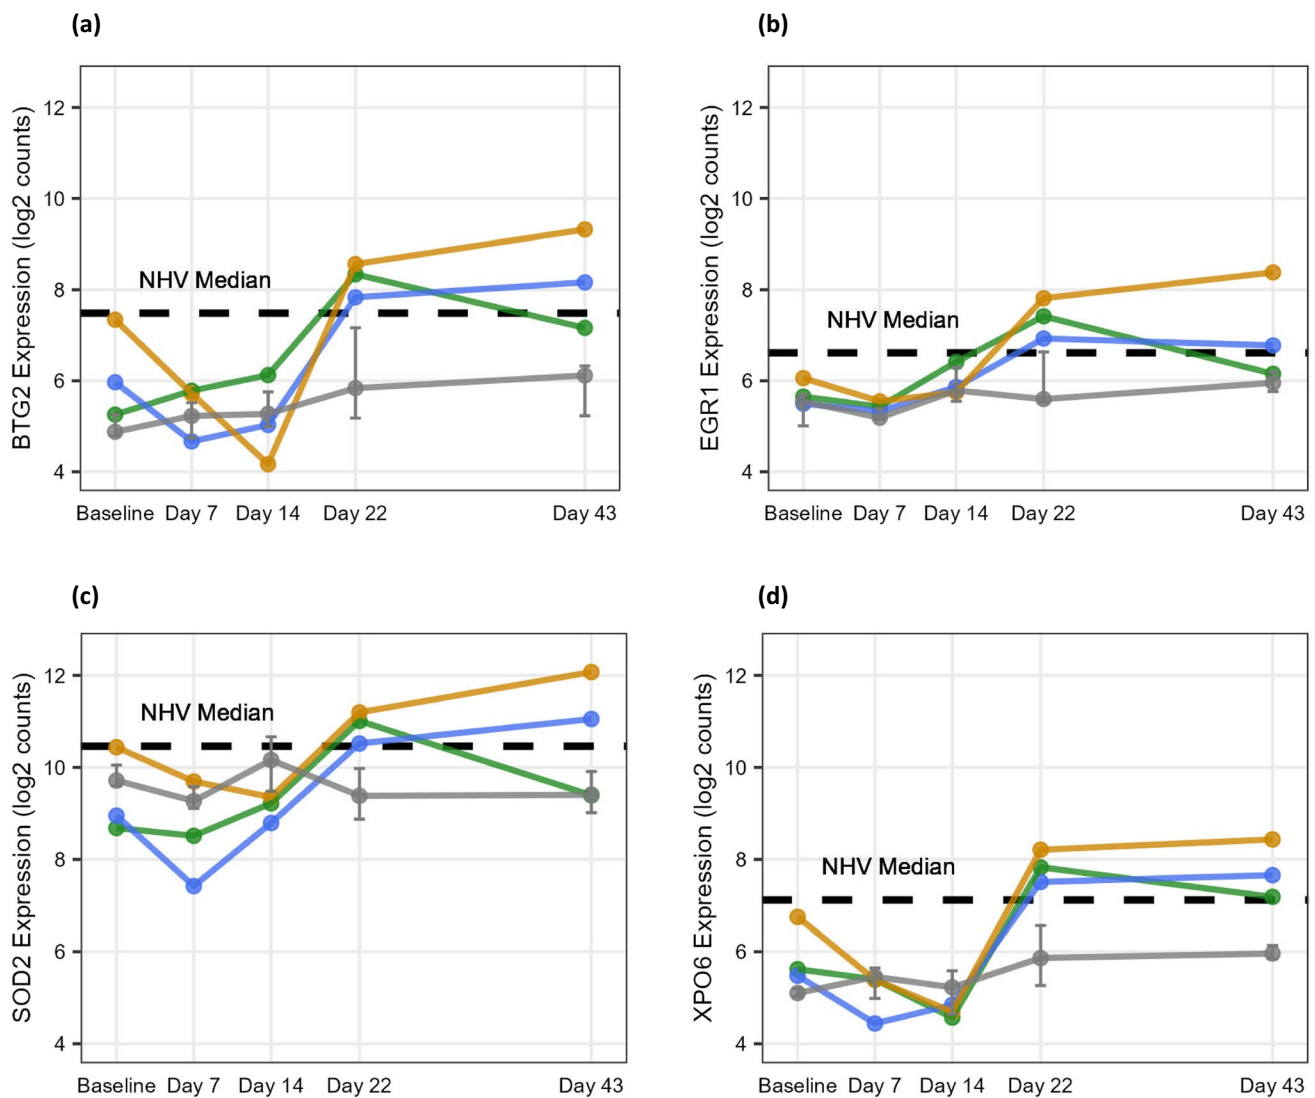 (a)
BTG2 Expression (log2 counts)
12
10
8
6
4
NHV Median
Baseline Day 7 Day 14 Day 22 Day 43
(b)
EGR1 Expression (log2 counts)
12
10
8
6
4
NHV Median
Baseline Day 7 Day 14 Day 22 Day 43
(c)
SOD2 Expression (log2 counts)
12
10
8
6
4
NHV Median
Baseline Day 7 Day 14 Day 22 Day 43
(d)
XPO6 Expression (log2 counts)
12
10
8
6
4
NHV Median
Baseline Day 7 Day 14 Day 22 Day 43